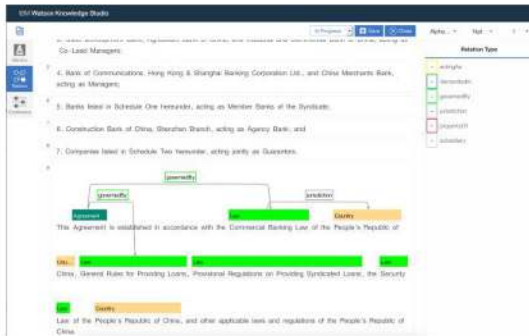 IBM Watson Knowledge Studio
In Progress
Save
Close
Relation Type
Co-Lead Managers;
4. Bank of Communications, Hong Kong & Shanghai Banking Corporation Ltd., and China Merchants Bank,
acting as Managers;
5. Banks listed in Schedule One hereunder, acting as Member Banks of the Syndicate;
6. Construction Bank of China, Shenzhen Branch, acting as Agency Bank; and
7. Companies listed in Schedule Two hereunder, acting jointly as Guarantors.
governedBy
governedBy
jurisdiction
Agreement Law Country
This Agreement is established in accordance with the Commercial Banking Law of the People's Republic of
Law Law Law
China, General Rules for Providing Loans, Provisional Regulations on Providing Syndicated Loans, the Security
Law Country
Law of the People's Republic of China, and other applicable laws and regulations of the People's Republic of
China
governedBy
jurisdiction
subsidiary